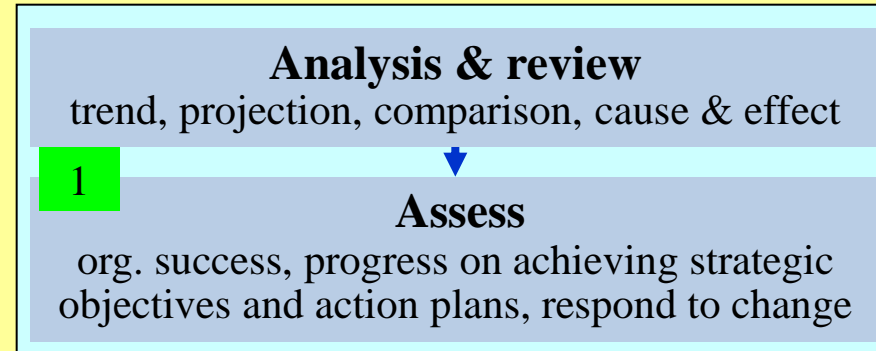 Analysis & review
trend, projection, comparison, cause & effect
1
Assess
org. success, progress on achieving strategic
objectives and action plans, respond to change